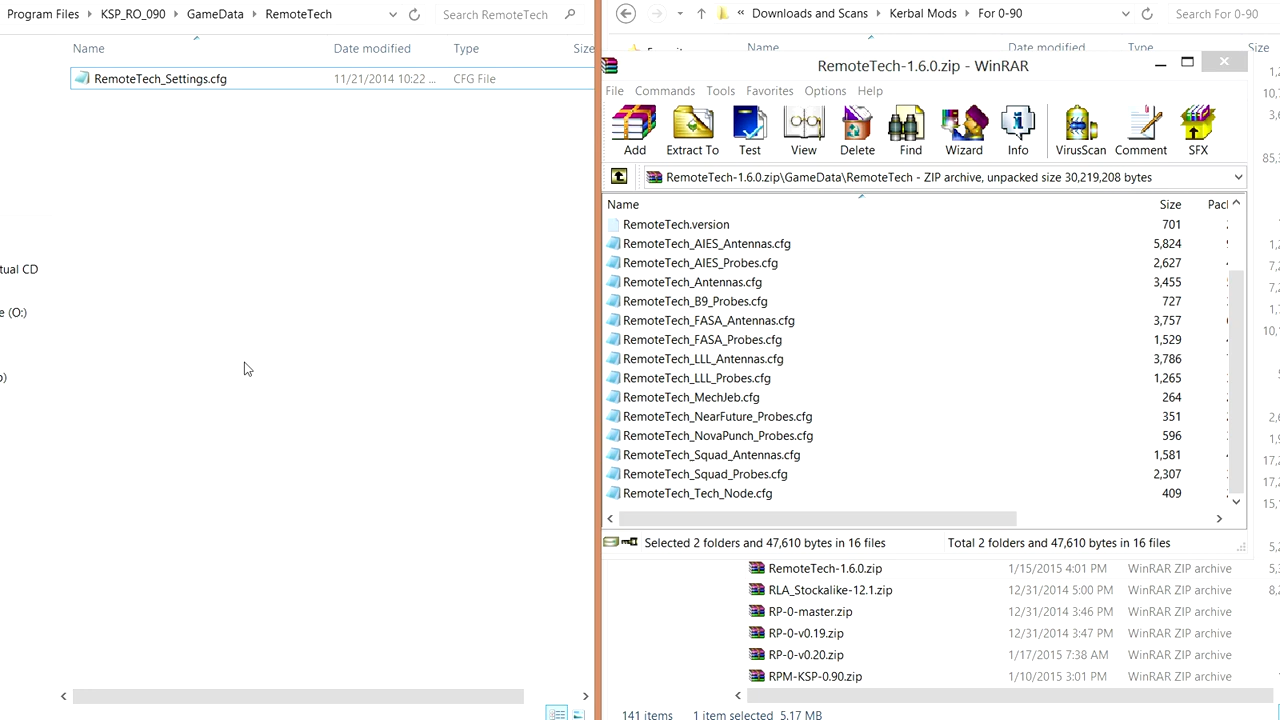 Program Files KSP_RO_090 GameData RemoteTech
Search RemoteTech
Name Date modified Type Size
RemoteTech_Settings.cfg /21/2014 10:22 ... CFG File
tual CD
e (O:)
Downloads and Scans Kerbal Mods For 0-90
Search For 0-90
Name Date modified Type Size
RemoteTech-1.6.0.zip - WinRAR
File Commands Tools Favorites Options Help
Add Extract To Test View Delete Find Wizard Info VirusScan Comment SFX
RemoteTech-1.6.0.zip\GameData\RemoteTech - ZIP archive, unpacked size 30,219,208 bytes
Name Size
RemoteTech.version 701
RemoteTech_AIES_Antennas.cfg 5,824
RemoteTech_AIES_Probes.cfg 2,627
RemoteTech_Antennas.cfg 3,455
RemoteTech_B9_Probes.cfg 727
RemoteTech_FASA_Antennas.cfg 3,757
RemoteTech_FASA_Probes.cfg 1,529
RemoteTech_LLL_Antennas.cfg 3,786
RemoteTech_LLL_Probes.cfg 1,265
RemoteTech_MechJeb.cfg 264
RemoteTech_NearFuture_Probes.cfg 351
RemoteTech_NovaPunch_Probes.cfg 596
RemoteTech_Squad_Antennas.cfg 1,581
RemoteTech_Squad_Probes.cfg 2,307
RemoteTech_Tech_Node.cfg 409
Selected 2 folders and 47,610 bytes in 16 files Total 2 folders and 47,610 bytes in 16 files
RemoteTech-1.6.0.zip 1/15/2015 4:01 PM WinRAR ZIP archive
RLA_Stockalike-12.1.zip 12/31/2014 5:00 PM WinRAR ZIP archive
RP-0-master.zip 12/31/2014 3:46 PM WinRAR ZIP archive
RP-0-v0.19.zip 12/31/2014 3:47 PM WinRAR ZIP archive
RP-0-v0.20.zip 1/17/2015 7:38 AM WinRAR ZIP archive
RPM-KSP-0.90.zip 1/10/2015 3:01 PM WinRAR ZIP archive
141 items 1 item selected 5.17 MB